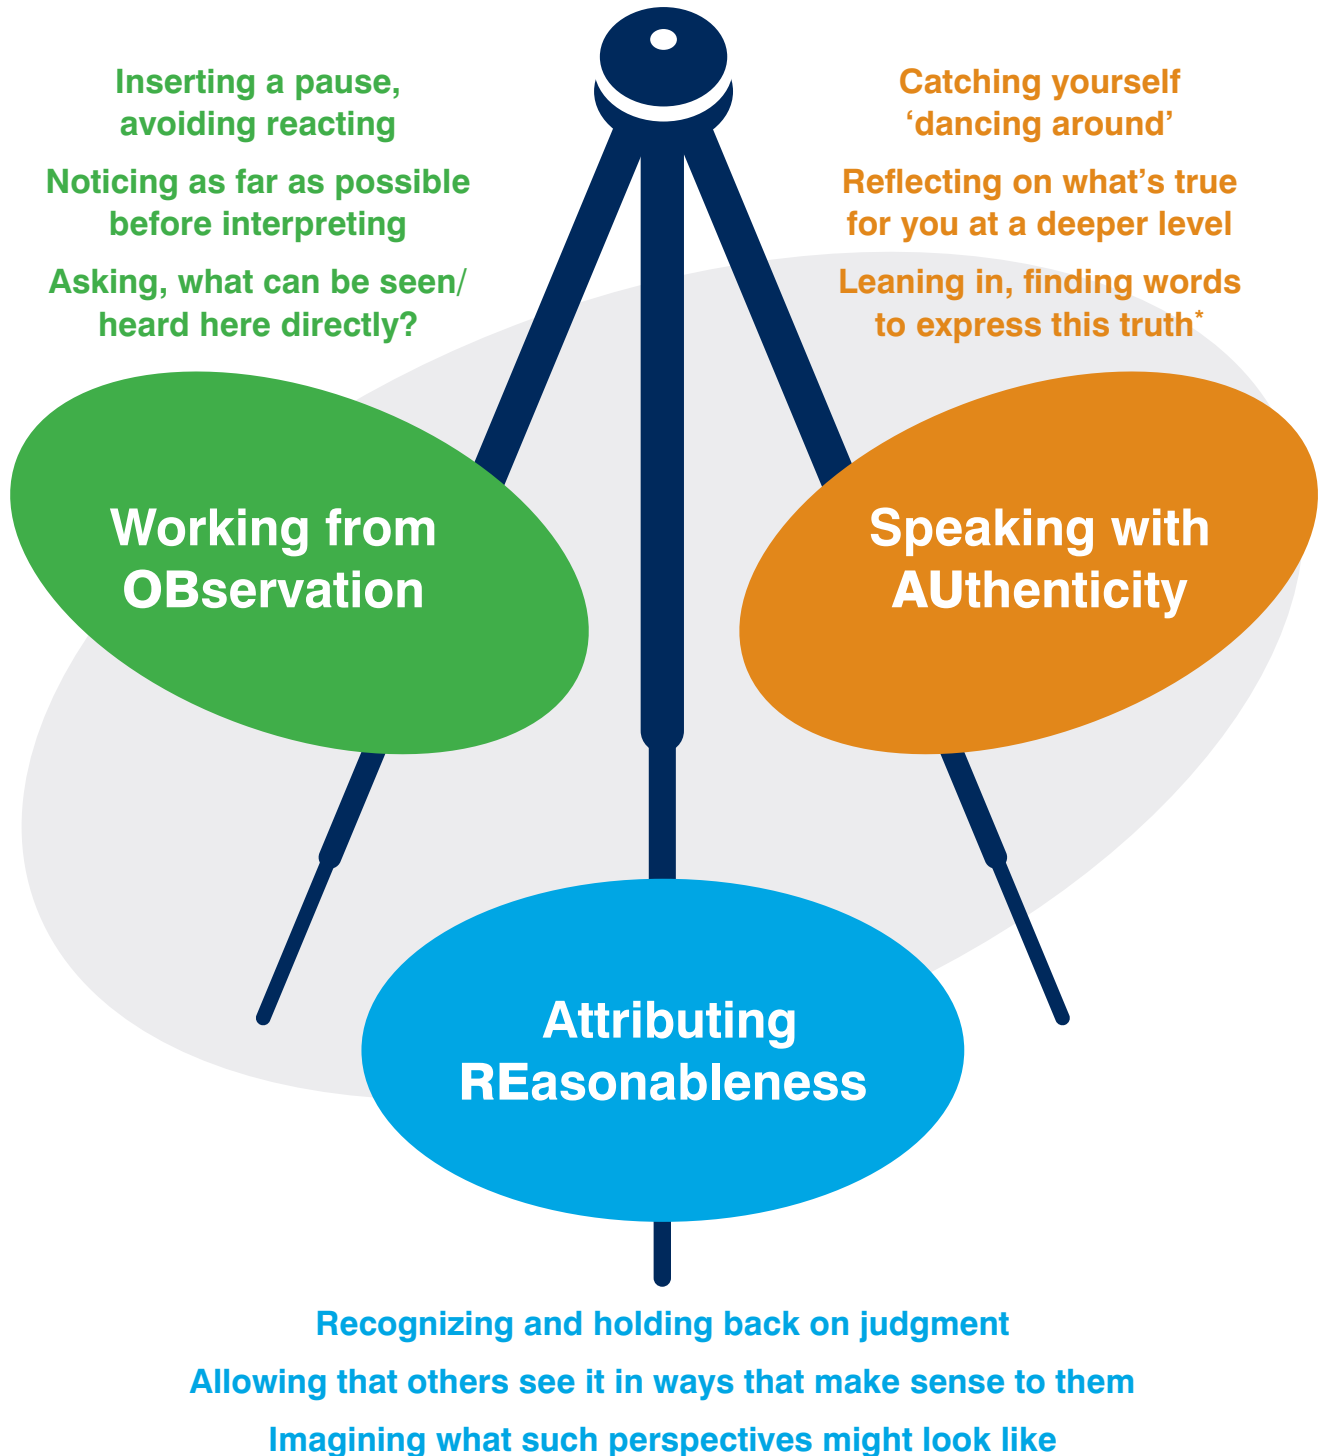 Inserting a pause,
avoiding reacting
Noticing as far as possible
before interpreting
Asking, what can be seen/
heard here directly?
Catching yourself
‘dancing around’
Reflecting on what’s true
for you at a deeper level
Leaning in, finding words
to express this truth*
Working from
OBservation
Speaking with
AUthenticity
Attributing
REasonableness
Recognizing and holding back on judgment
Allowing that others see it in ways that make sense to them
Imagining what such perspectives might look like